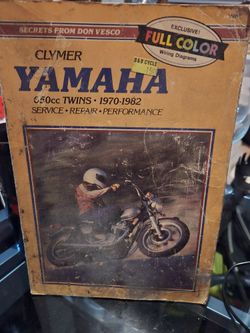 SECRETS FROM DON VESCO
EXCLUSIVE!
FULL COLOR
Wiring Diagrams
CLYMER
YAMAHA
650cc TWINS • 1970-1982
SERVICE • REPAIR • PERFORMANCE